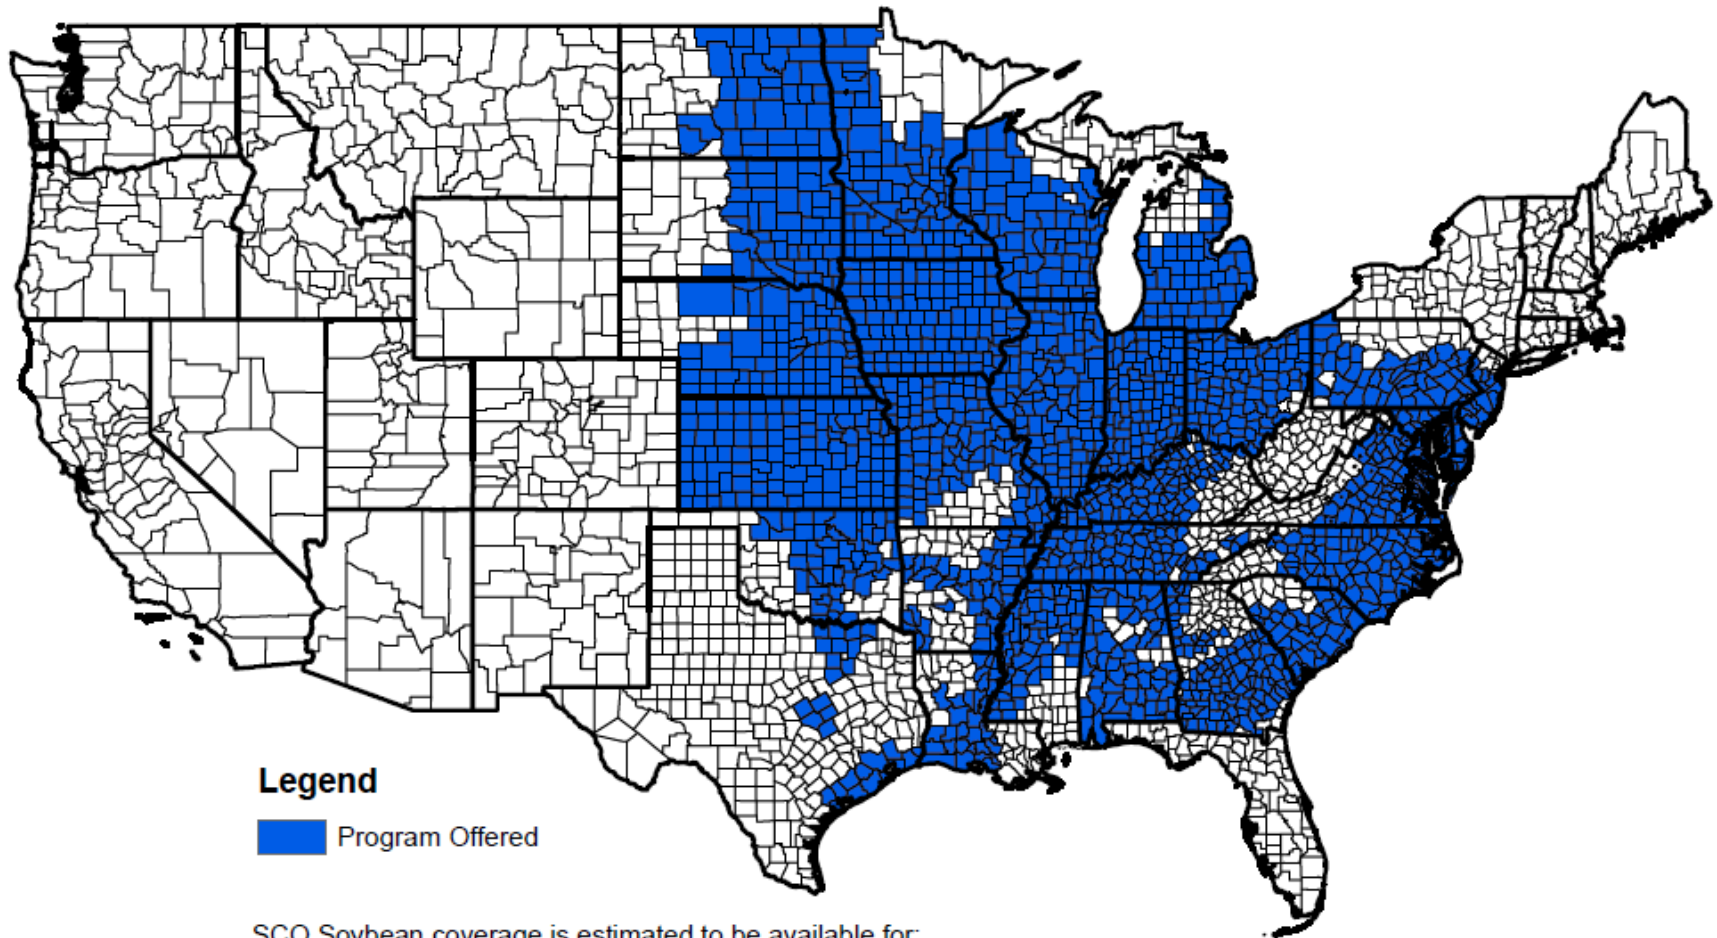 Legend
Program Offered
SCO Soybean coverage is estimated to be available for: